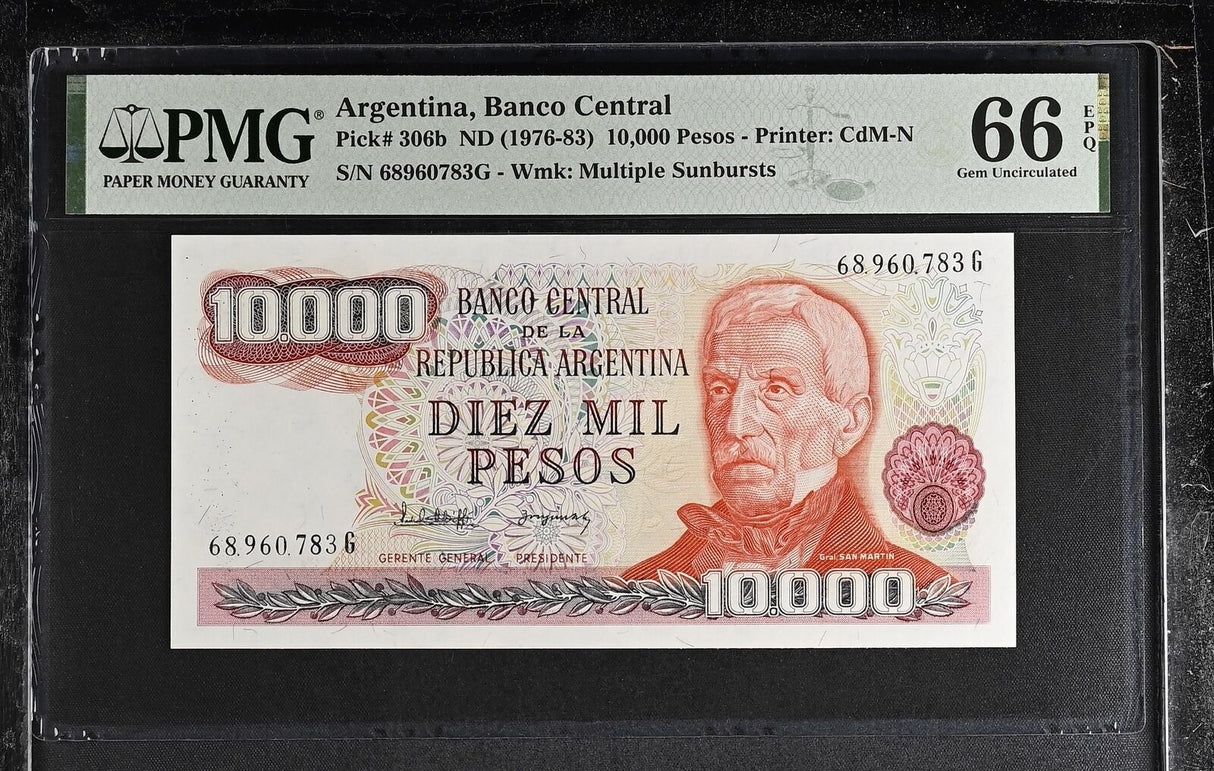 PMG®
PAPER MONEY GUARANTY
Argentina, Banco Central
Pick# 306b ND (1976-83) 10,000 Pesos - Printer: CdM-N
S/N 68960783G - Wmk: Multiple Sunbursts
66
EPQ
Gem Uncirculated
68.960.783 G
10.000
BANCO CENTRAL
DE LA
REPUBLICA ARGENTINA
DIEZ MIL
PESOS
68.960.783 G
GERENTE GENERAL PRESIDENTE
Gral. SAN MARTIN
10.000